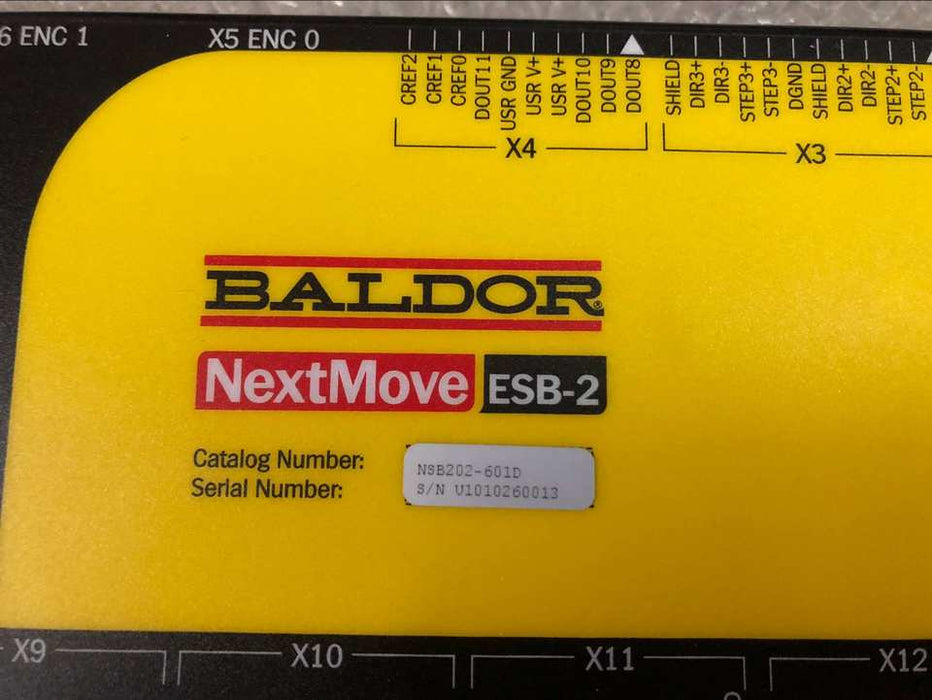 6 ENC 1
X5 ENC 0
CREF2
CREF1
CREF0
DOUT11
USR GND
USR V+
USR V+
DOUT10
DOUT9
DOUT8
SHIELD
DIR3+
DIR3-
STEP3+
STEP3-
DGND
SHIELD
DIR2+
DIR2-
STEP2+
STEP2-
X4
X3
BALDOR®
NextMove ESB-2
Catalog Number: NSB202-601D
Serial Number: S/N U1010260013
X9
X10
X11
X12